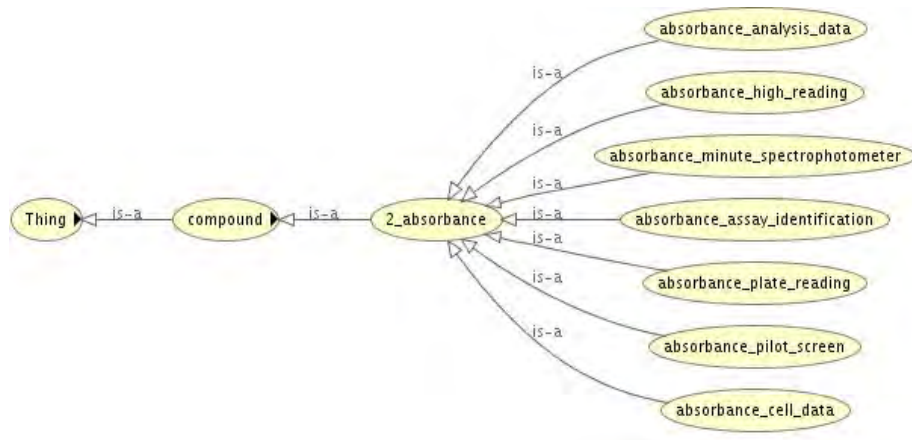 absorbance_analysis_data
is-a
absorbance_high_reading
is-a
absorbance_minute_spectrophotometer
is-a
Thing
is-a
compound
is-a
2_absorbance
is-a
absorbance_assay_identification
is-a
absorbance_plate_reading
is-a
absorbance_pilot_screen
is-a
absorbance_cell_data